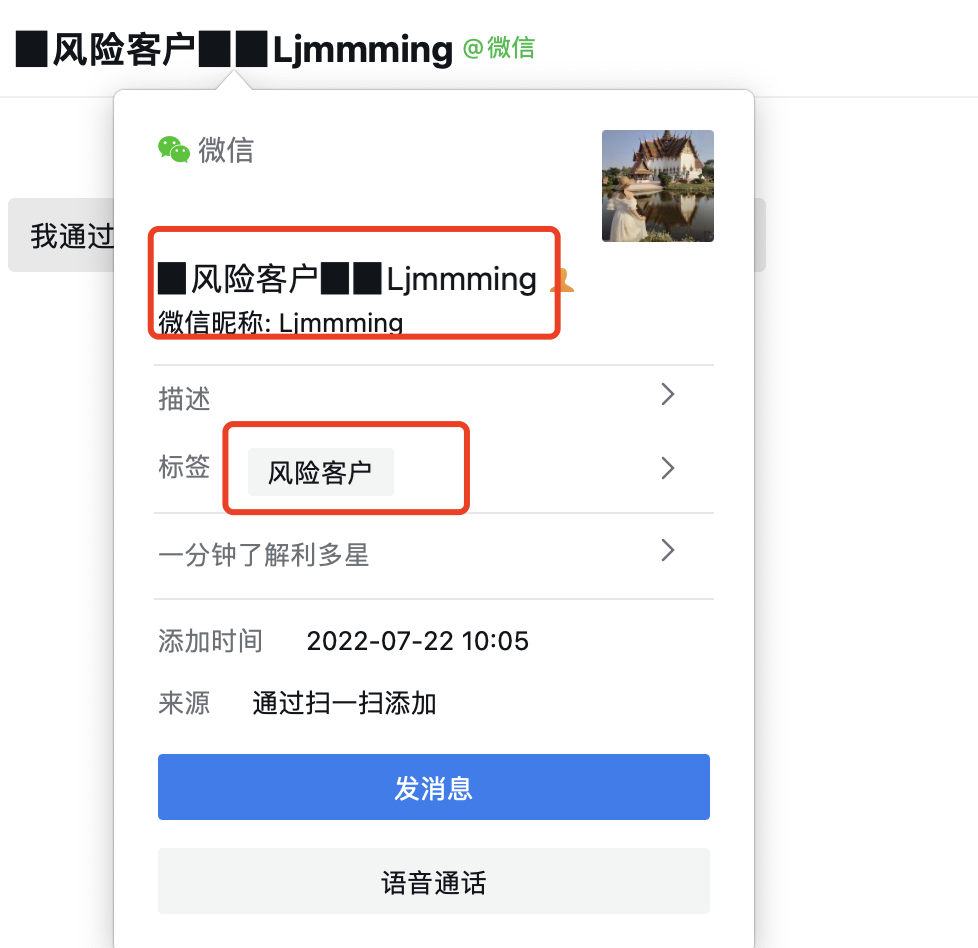 █风险客户██Ljmmming @微信
微信
我通过
█风险客户██Ljmmming
微信昵称: Ljmmming
描述
标签 风险客户
一分钟了解利多星
添加时间 2022-07-22 10:05
来源 通过扫一扫添加
发消息
语音通话